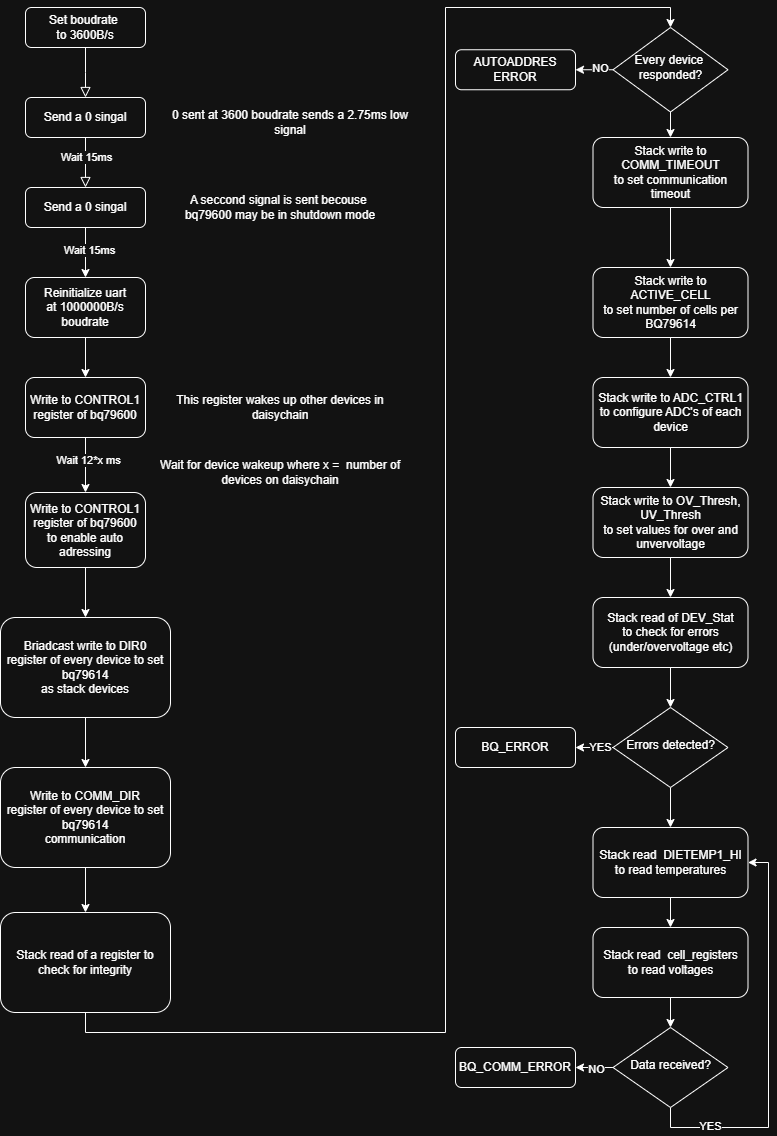 Set boudrate
to 3600B/s
Send a 0 singal
0 sent at 3600 boudrate sends a 2.75ms low
signal
Wait 15ms
Send a 0 singal
A seccond signal is sent becouse
bq79600 may be in shutdown mode
Wait 15ms
Reinitialize uart
at 1000000B/s
boudrate
Write to CONTROL1
register of bq79600
This register wakes up other devices in
daisychain
Wait 12*x ms
Wait for device wakeup where x = number of
devices on daisychain
Write to CONTROL1
register of bq79600
to enable auto
adressing
Briadcast write to DIR0
register of every device to set
bq79614
as stack devices
Write to COMM_DIR
register of every device to set
bq79614
communication
Stack read of a register to
check for integrity
Every device
responded?
NO
AUTOADDRES
ERROR
Stack write to
COMM_TIMEOUT
to set communication
timeout
Stack write to
ACTIVE_CELL
to set number of cells per
BQ79614
Stack write to ADC_CTRL1
to configure ADC's of each
device
Stack write to OV_Thresh,
UV_Thresh
to set values for over and
unvervoltage
Stack read of DEV_Stat
to check for errors
(under/overvoltage etc)
Errors detected?
YES
BQ_ERROR
Stack read DIETEMP1_HI
to read temperatures
Stack read cell_registers
to read voltages
Data received?
NO
BQ_COMM_ERROR
YES